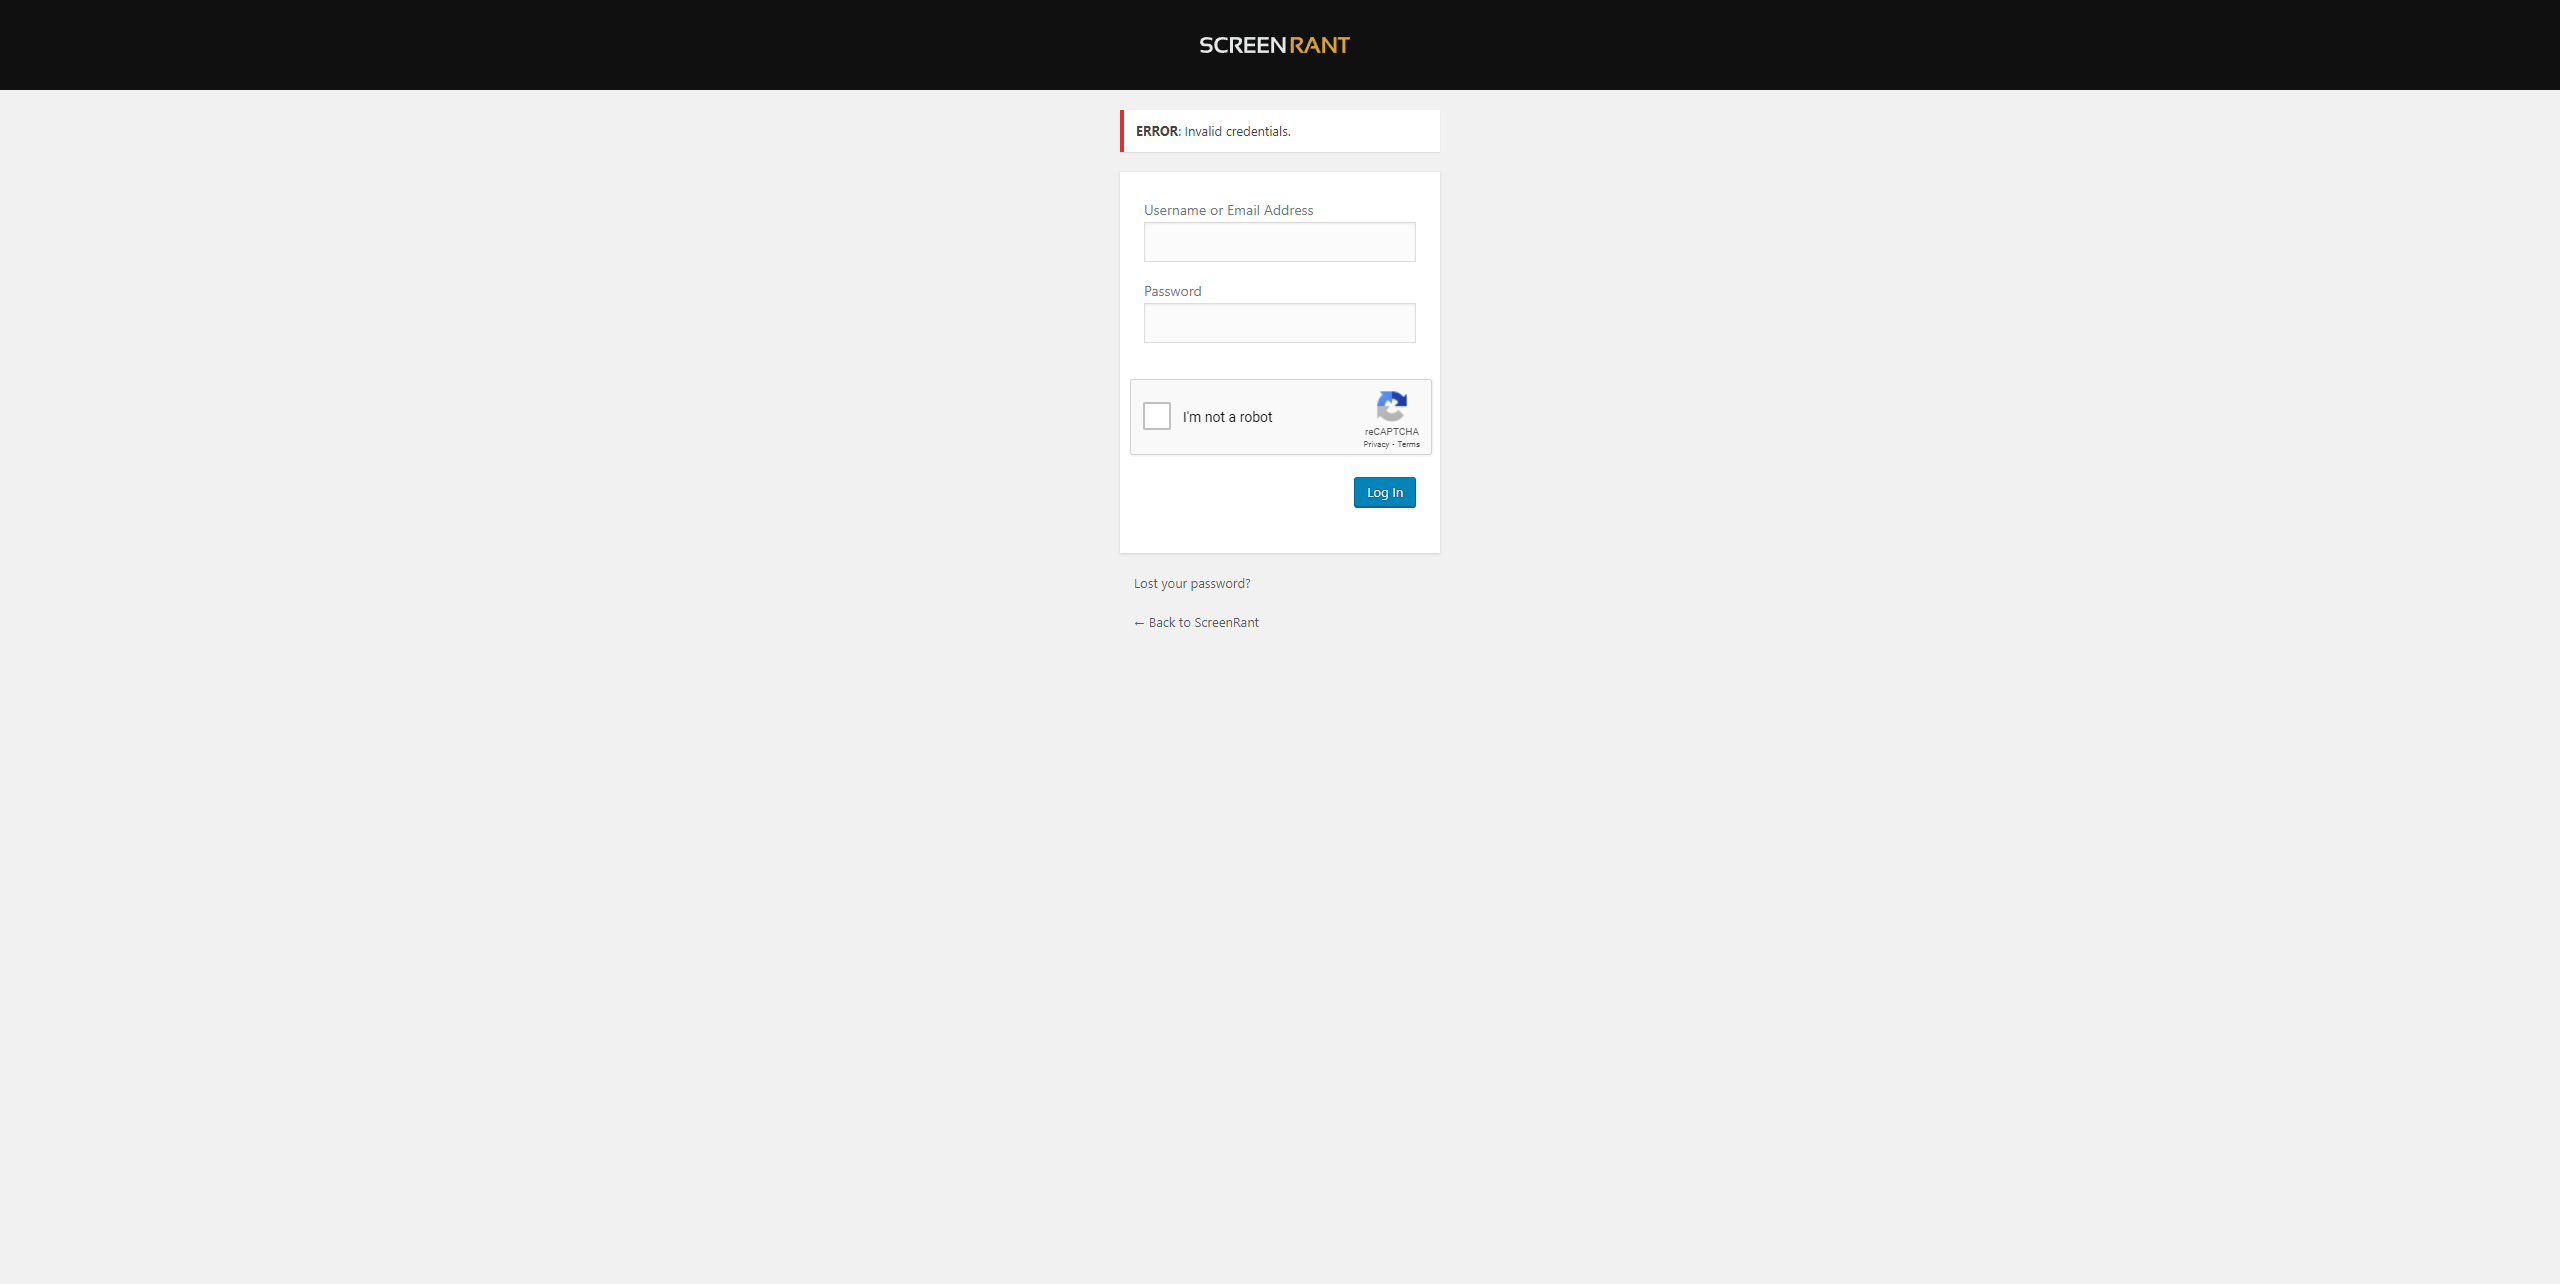 SCREENRANT
ERROR: Invalid credentials.
Username or Email Address
Password
I'm not a robot
reCAPTCHA
Privacy - Terms
Log In
Lost your password?
← Back to ScreenRant